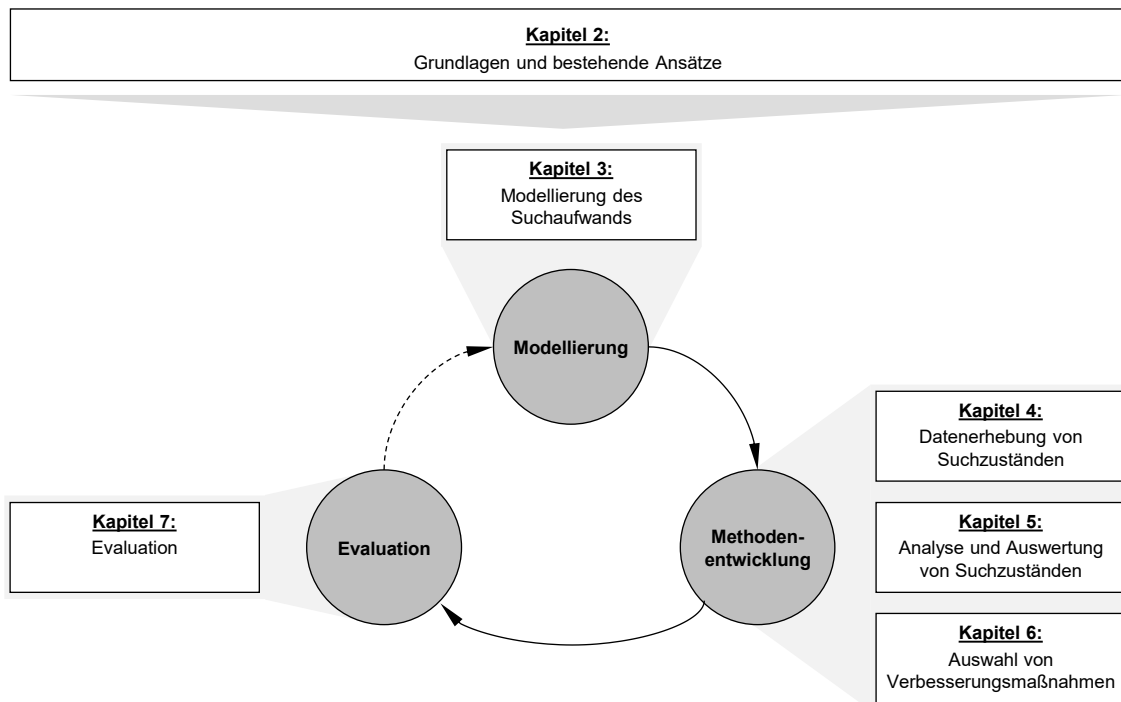 Kapitel 2:
Grundlagen und bestehende Ansätze
Kapitel 3:
Modellierung des
Suchaufwands
Modellierung
Kapitel 4:
Datenerhebung von
Suchzuständen
Kapitel 7:
Evaluation
Evaluation
Methoden-
entwicklung
Kapitel 5:
Analyse und Auswertung
von Suchzuständen
Kapitel 6:
Auswahl von
Verbesserungsmaßnahmen